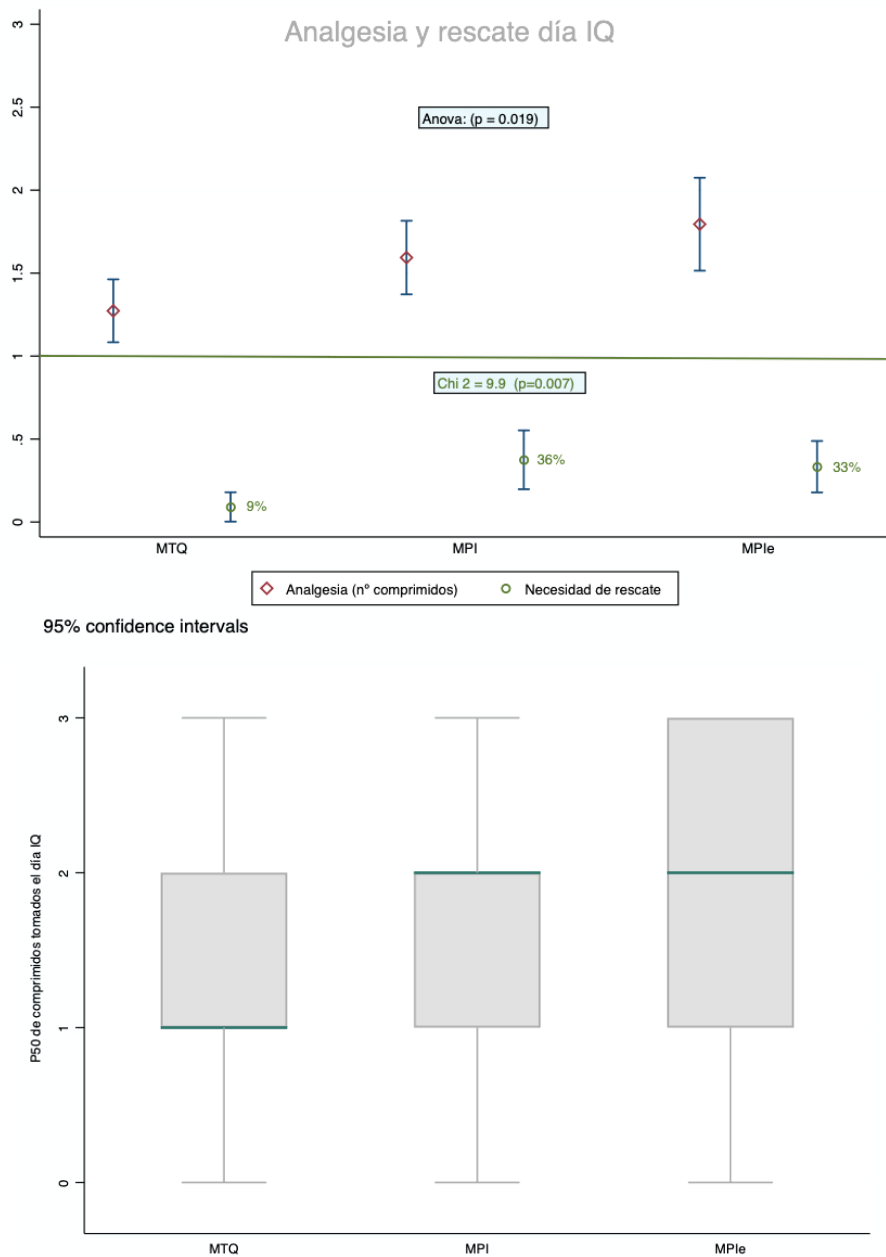 Analgesia y rescate día IQ
3
2.5
Anova: (p = 0.019)
2
1.5
1
Chi 2 = 9.9 (p=0.007)
.5
36%
33%
9%
0
MTQ MPI MPIe
Analgesia (nº comprimidos) Necesidad de rescate
95% confidence intervals
3
2
P50 de comprimidos tomados el día IQ
1
0
MTQ MPI MPIe